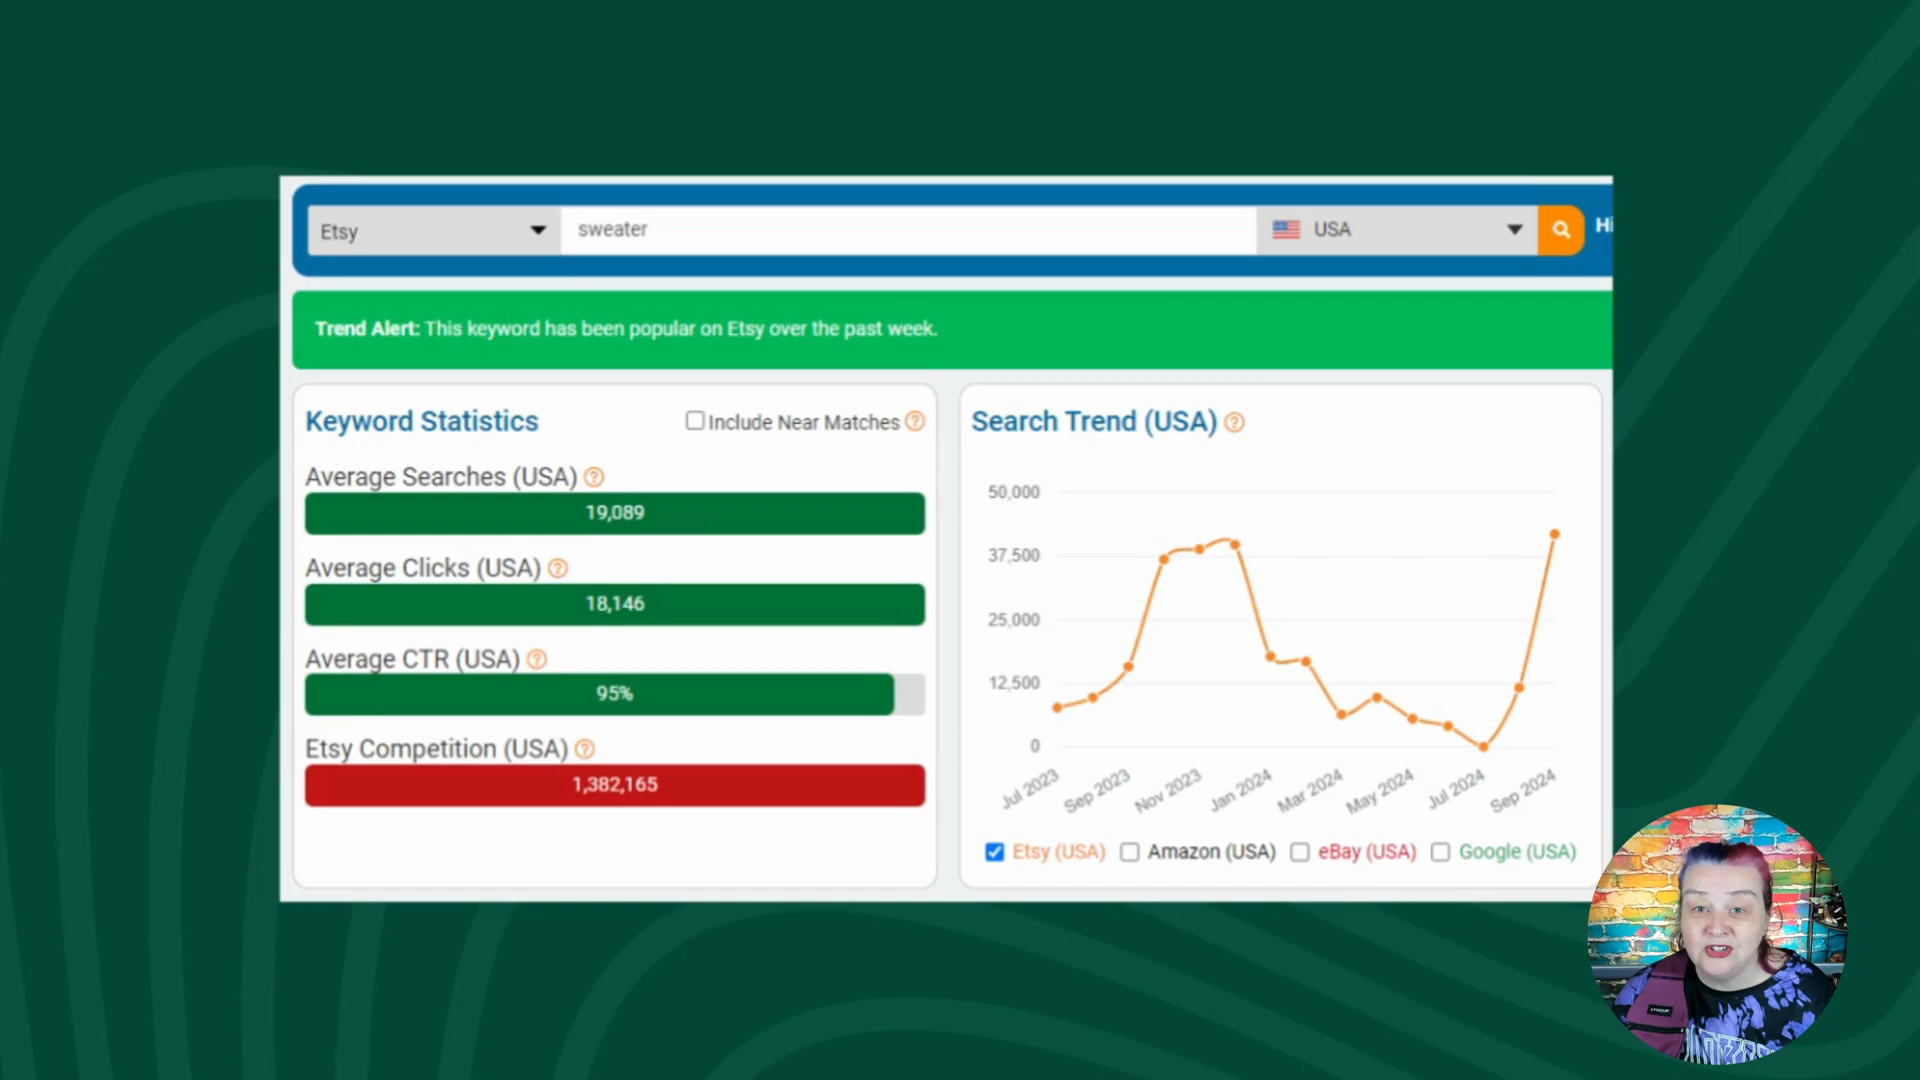 Etsy
sweater
USA
Hi
Trend Alert: This keyword has been popular on Etsy over the past week.
Keyword Statistics
Include Near Matches ?
Average Searches (USA) ?
19,089
Average Clicks (USA) ?
18,146
Average CTR (USA) ?
95%
Etsy Competition (USA) ?
1,382,165
Search Trend (USA) ?
50,000
37,500
25,000
12,500
0
Jul 2023
Sep 2023
Nov 2023
Jan 2024
Mar 2024
May 2024
Jul 2024
Sep 2024
Etsy (USA)
Amazon (USA)
eBay (USA)
Google (USA)